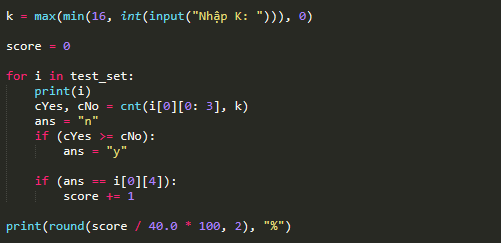 k = max(min(16, int(input("Nhập K: "))), 0)
score = 0
for i in test_set:
print(i)
cYes, cNo = cnt(i[0][0: 3], k)
ans = "n"
if (cYes >= cNo):
ans = "y"
if (ans == i[0][4]):
score += 1
print(round(score / 40.0 * 100, 2), "%")